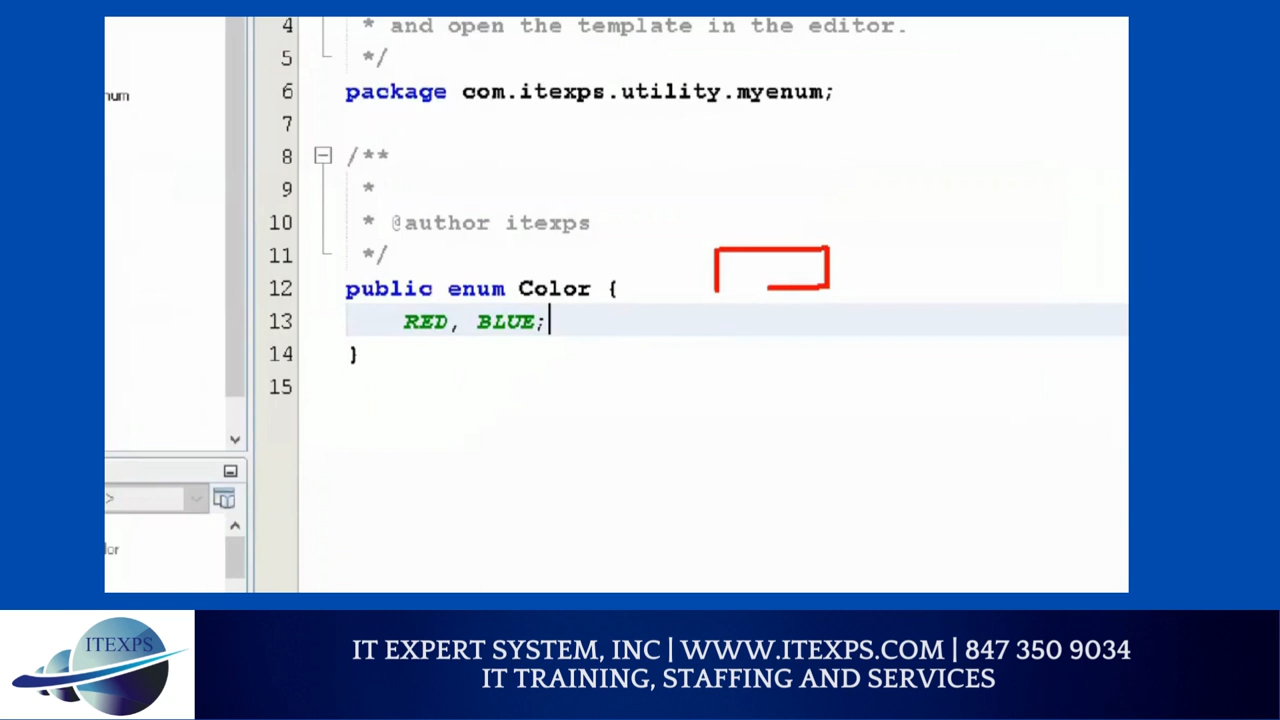 4 * and open the template in the editor.
5 */
6 package com.itexps.utility.myenum;
7
8 /**
9 *
10 * @author itexps
11 */
12 public enum Color {
13 RED, BLUE;
14 }
15
>
ITEXPS
IT EXPERT SYSTEM, INC | WWW.ITEXPS.COM | 847 350 9034
IT TRAINING, STAFFING AND SERVICES